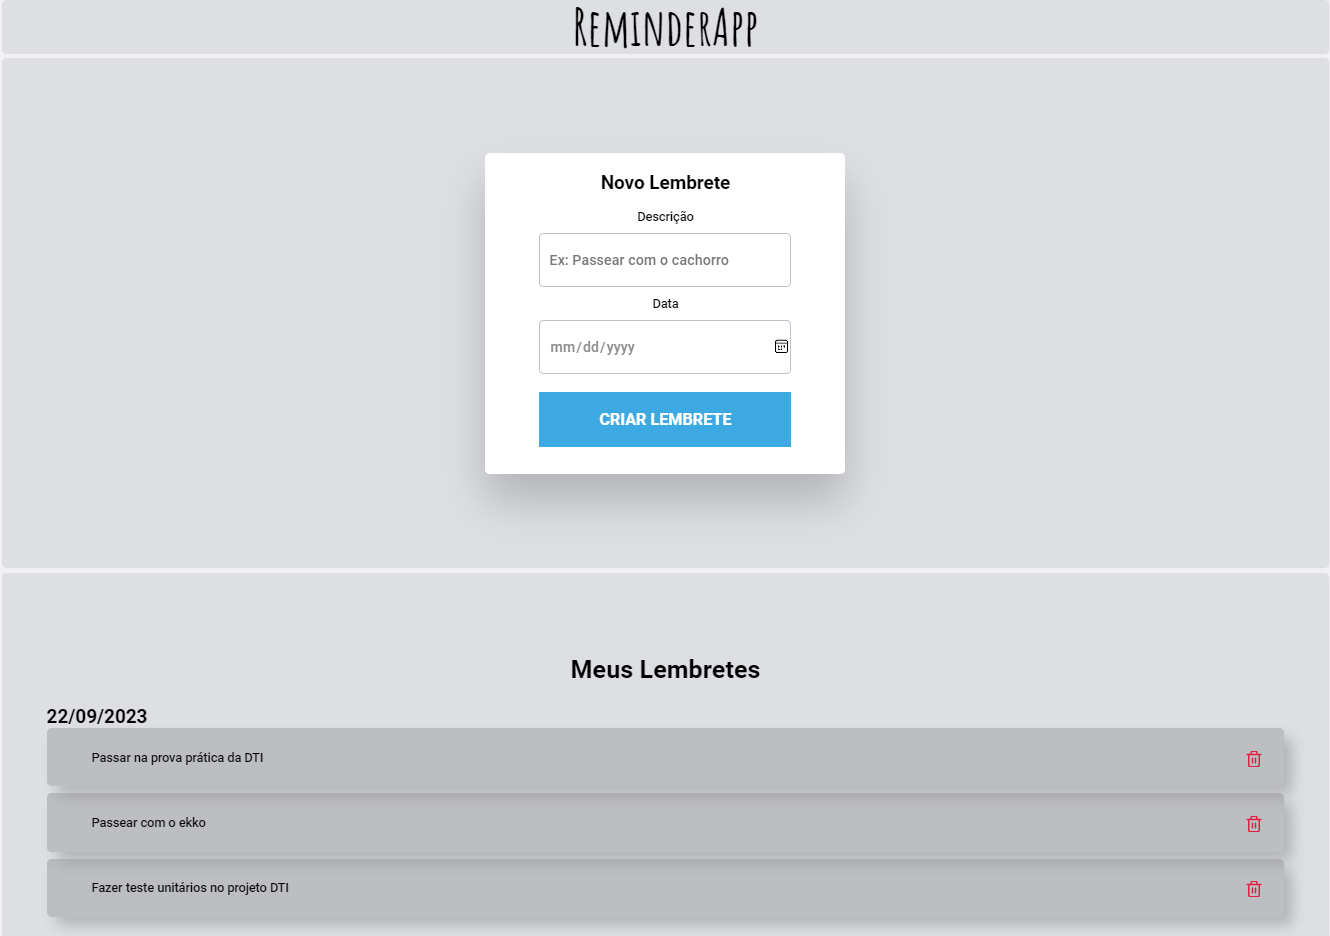 ReminderApp
Novo Lembrete
Descrição
Ex: Passear com o cachorro
Data
mm/dd/yyyy
CRIAR LEMBRETE
Meus Lembretes
22/09/2023
Passar na prova prática da DTI
Passear com o ekko
Fazer teste unitários no projeto DTI